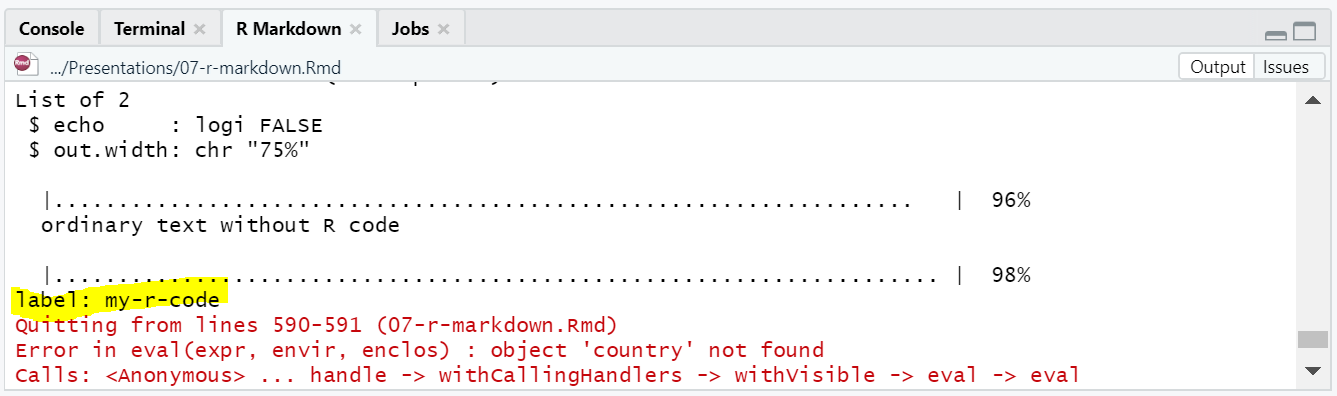 Console Terminal R Markdown Jobs
Rmd .../Presentations/07-r-markdown.Rmd Output Issues
List of 2
 $ echo     : logi FALSE
 $ out.width: chr "75%"
  |...................................................................   |  96%
  ordinary text without R code
  |..................................................................... |  98%
label: my-r-code
Quitting from lines 590-591 (07-r-markdown.Rmd)
Error in eval(expr, envir, enclos) : object 'country' not found
Calls: <Anonymous> ... handle -> withCallingHandlers -> withVisible -> eval -> eval